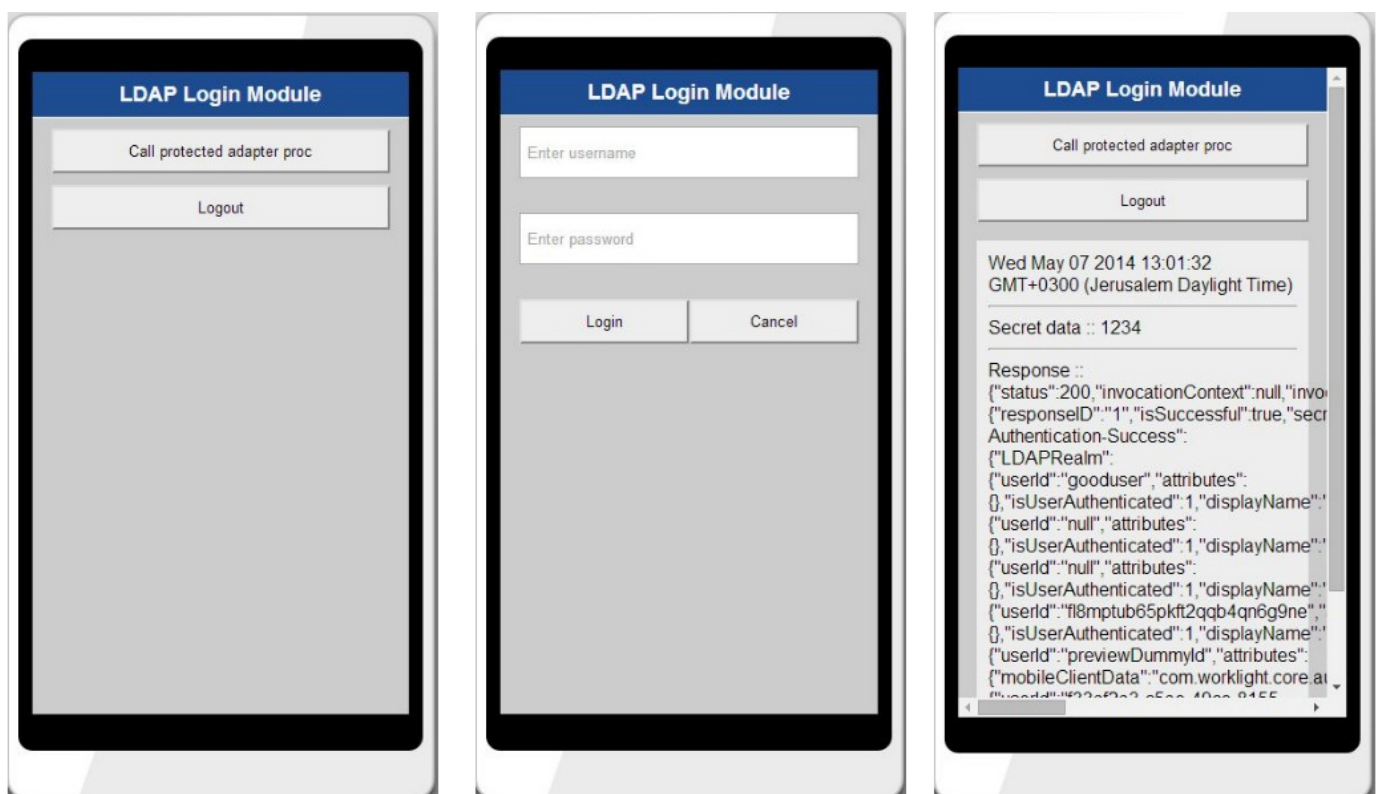 LDAP Login Module
Call protected adapter proc
Logout
LDAP Login Module
Enter username
Enter password
Login Cancel
LDAP Login Module
Call protected adapter proc
Logout
Wed May 07 2014 13:01:32
GMT+0300 (Jerusalem Daylight Time)
Secret data :: 1234
Response ::
{"status":200,"invocationContext":null,"invo
{"responseID":"1","isSuccessful":true,"secr
Authentication-Success":
{"LDAPRealm":
{"userId":"gooduser","attributes":
{},"isUserAuthenticated":1,"displayName":"
{"userId":"null","attributes":
{},"isUserAuthenticated":1,"displayName":"
{"userId":"null","attributes":
{},"isUserAuthenticated":1,"displayName":"
{"userId":"fl8mptub65pkft2qqb4qn6g9ne","
{},"isUserAuthenticated":1,"displayName":"
{"userId":"previewDummyId","attributes":
{"mobileClientData":"com.worklight.core.au